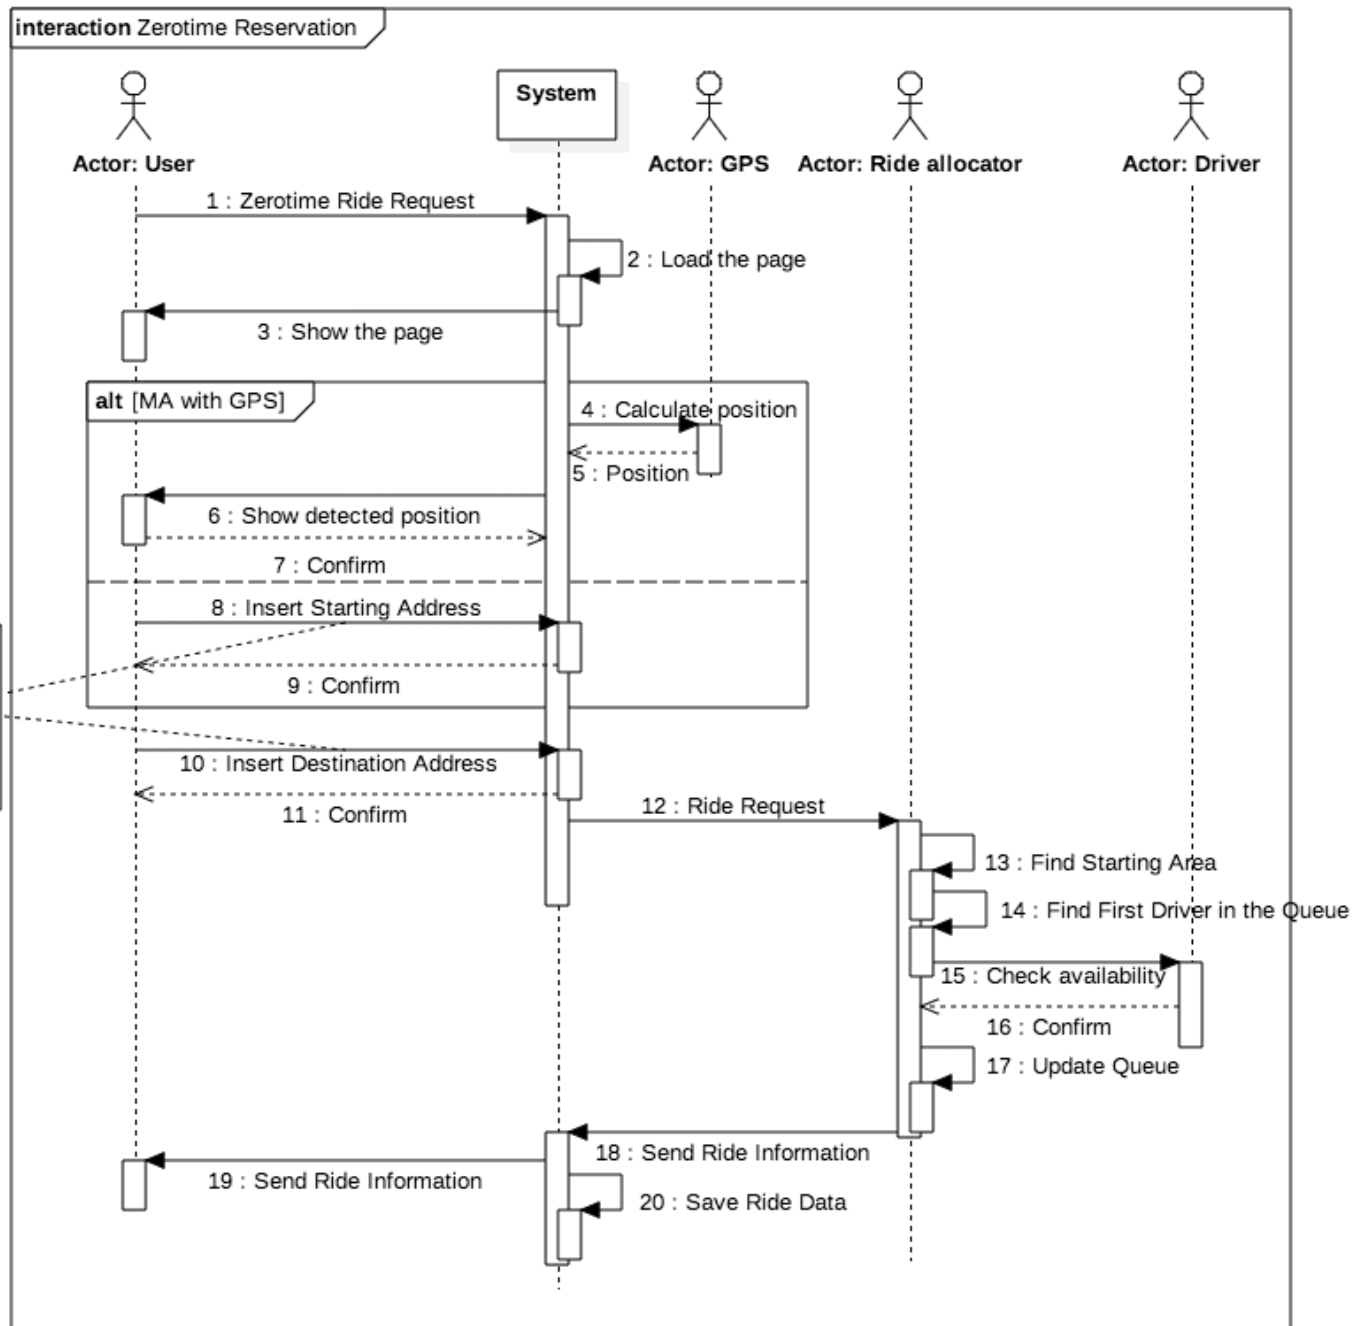 interaction Zerotime Reservation
System
Actor: User
Actor: GPS
Actor: Ride allocator
Actor: Driver
1 : Zerotime Ride Request
2 : Load the page
3 : Show the page
alt [MA with GPS]
4 : Calculate position
5 : Position
6 : Show detected position
7 : Confirm
8 : Insert Starting Address
9 : Confirm
10 : Insert Destination Address
11 : Confirm
12 : Ride Request
13 : Find Starting Area
14 : Find First Driver in the Queue
15 : Check availability
16 : Confirm
17 : Update Queue
18 : Send Ride Information
19 : Send Ride Information
20 : Save Ride Data